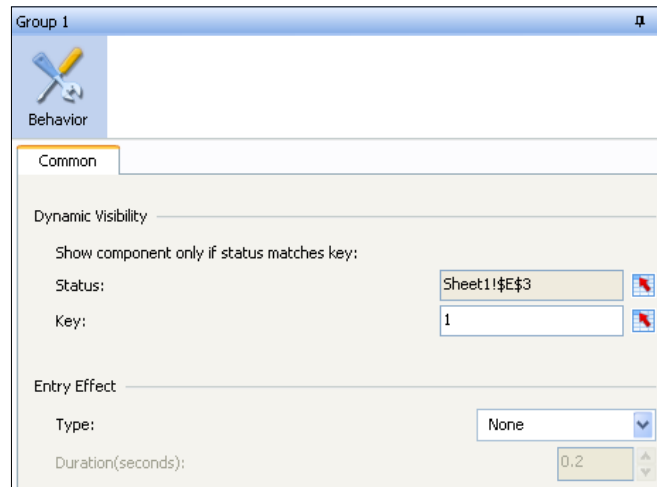 Group 1
Behavior
Common
Dynamic Visibility
Show component only if status matches key:
Status: Sheet1!$E$3
Key: 1
Entry Effect
Type: None
Duration(seconds): 0.2